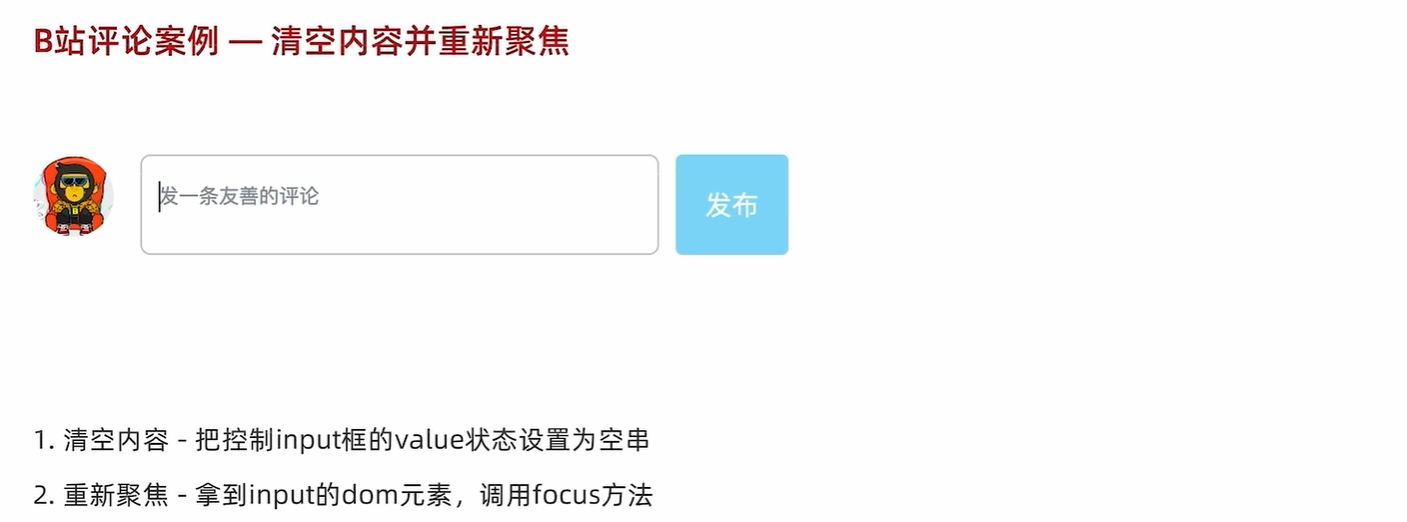 B站评论案例 — 清空内容并重新聚焦
发一条友善的评论
发布
1. 清空内容 - 把控制input框的value状态设置为空串
2. 重新聚焦 - 拿到input的dom元素，调用focus方法